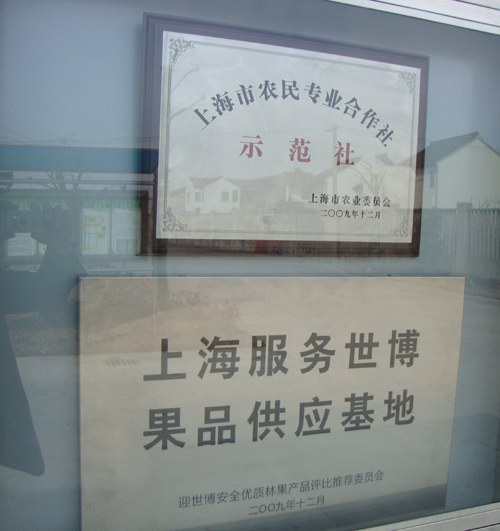 上海市农民专业合作社
示范社
上海市农业委员会
二〇〇九年十二月
上海服务世博
果品供应基地
迎世博安全优质林果产品评比推荐委员会
二〇〇九年十二月